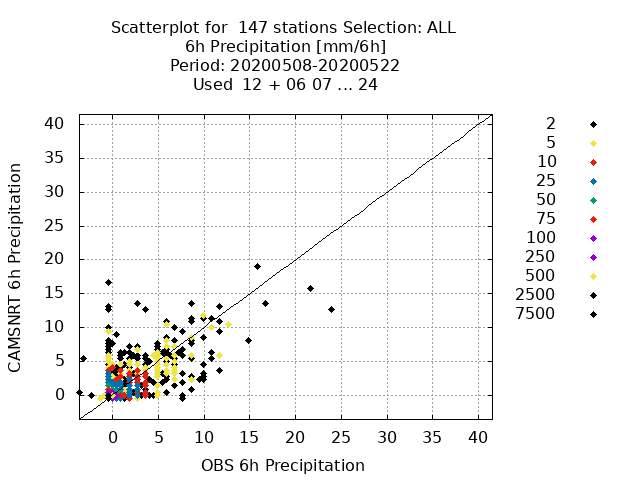 Scatterplot for 147 stations Selection: ALL
6h Precipitation [mm/6h]
Period: 20200508-20200522
Used 12 + 06 07 ... 24
40
35
30
25
20
15
10
5
0
CAMSNRT 6h Precipitation
0 5 10 15 20 25 30 35 40
OBS 6h Precipitation
2
5
10
25
50
75
100
250
500
2500
7500